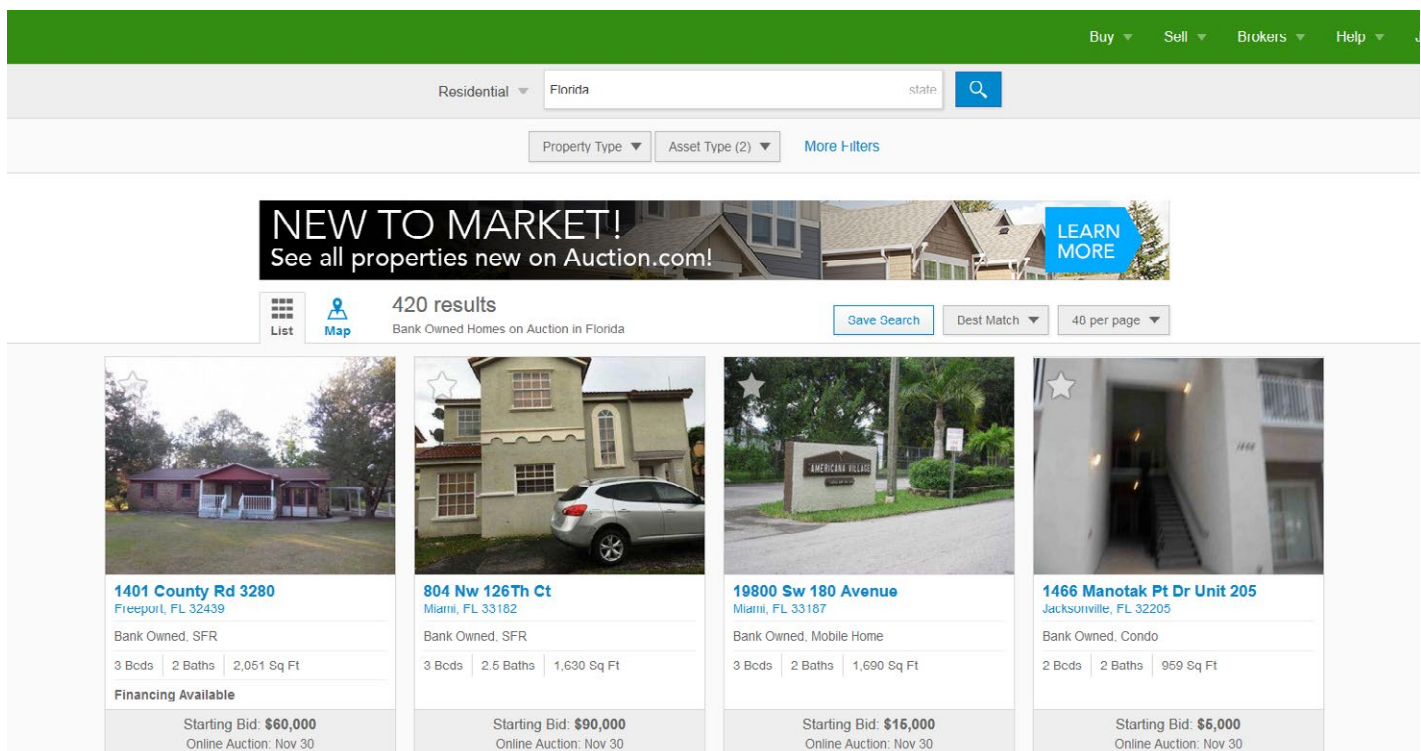 Buy Sell Brokers Help J
Residential Florida state
Property Type Asset Type (2) More Filters
NEW TO MARKET!
See all properties new on Auction.com!
LEARN
MORE
List Map
420 results
Bank Owned Homes on Auction in Florida
Save Search Best Match 40 per page
AMERICANA VILLAGE
1466
1401 County Rd 3280
Freeport, FL 32439
Bank Owned, SFR
3 Beds 2 Baths 2,051 Sq Ft
Financing Available
Starting Bid: $60,000
Online Auction: Nov 30
804 Nw 126Th Ct
Miami, FL 33182
Bank Owned, SFR
3 Beds 2.5 Baths 1,630 Sq Ft
Starting Bid: $90,000
Online Auction: Nov 30
19800 Sw 180 Avenue
Miami, FL 33187
Bank Owned, Mobile Home
3 Beds 2 Baths 1,690 Sq Ft
Starting Bid: $15,000
Online Auction: Nov 30
1466 Manotak Pt Dr Unit 205
Jacksonville, FL 32205
Bank Owned, Condo
2 Beds 2 Baths 959 Sq Ft
Starting Bid: $5,000
Online Auction: Nov 30